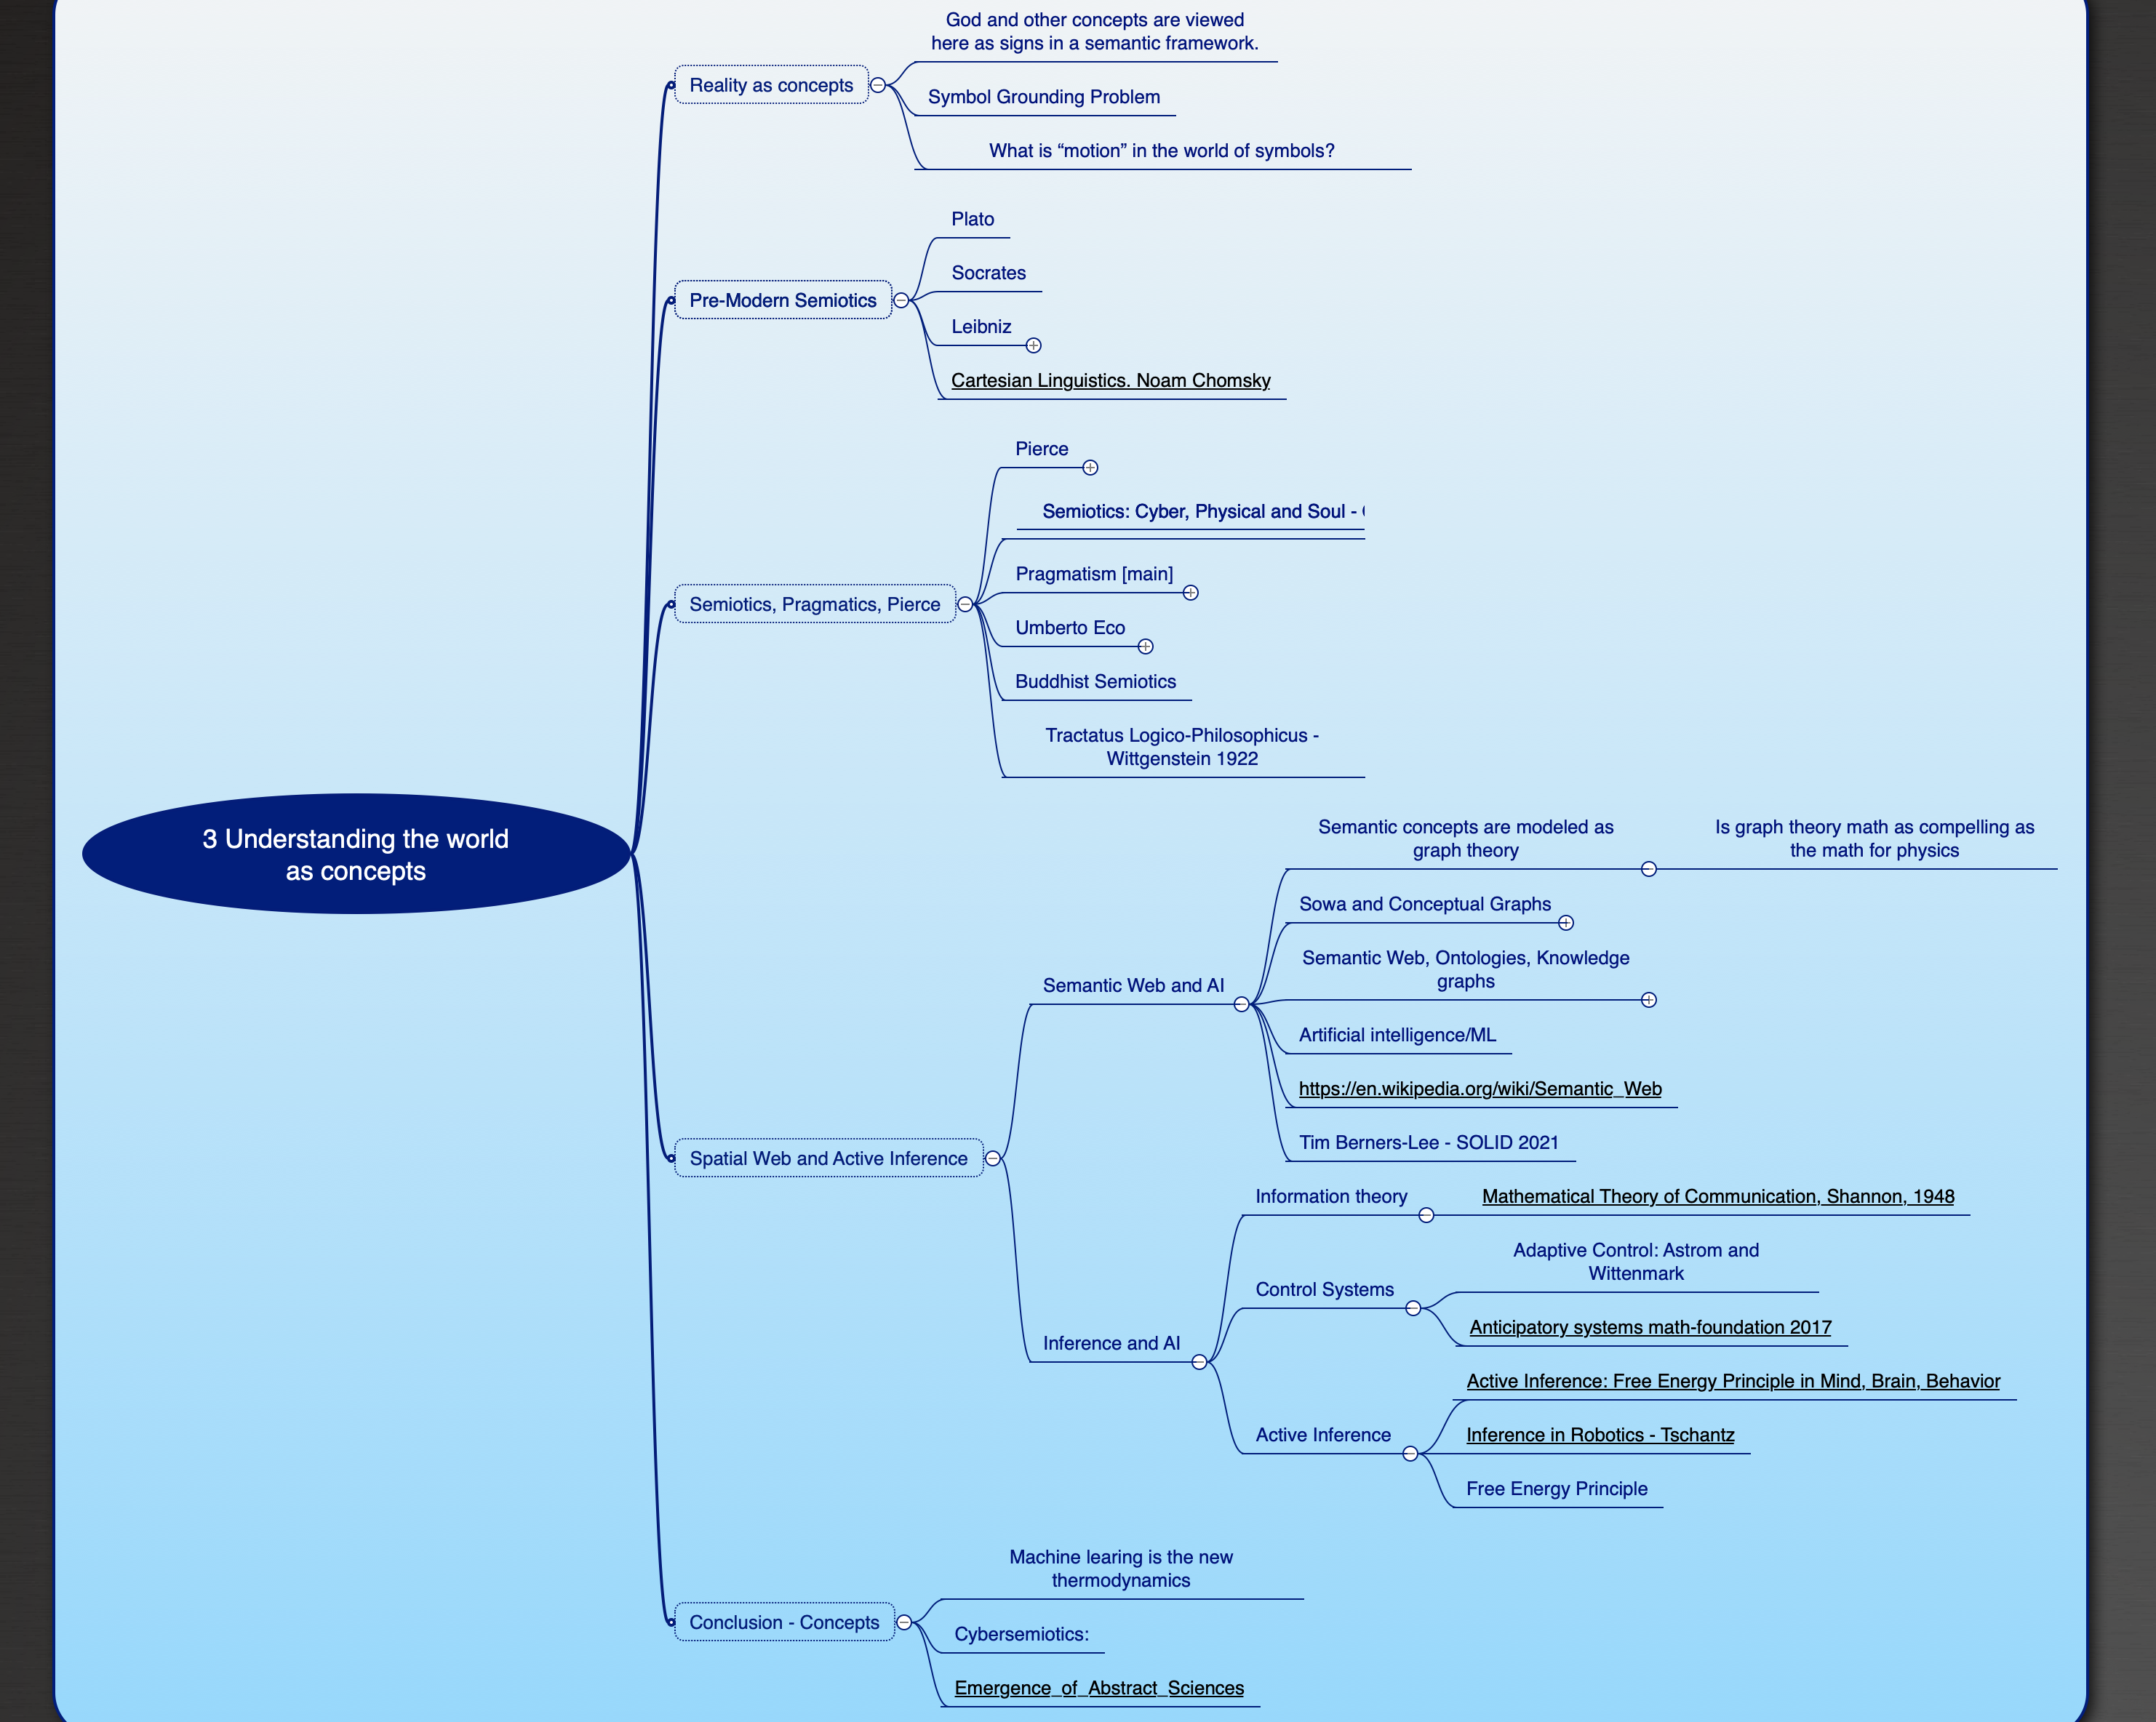 God and other concepts are viewed
here as signs in a semantic framework.
Reality as concepts
Symbol Grounding Problem
What is “motion” in the world of symbols?
Plato
Socrates
Pre-Modern Semiotics
Leibniz
Cartesian Linguistics. Noam Chomsky
Pierce
Semiotics: Cyber, Physical and Soul -
Pragmatism [main]
Semiotics, Pragmatics, Pierce
Umberto Eco
Buddhist Semiotics
Tractatus Logico-Philosophicus -
Wittgenstein 1922
3 Understanding the world
as concepts
Semantic concepts are modeled as
graph theory
Is graph theory math as compelling as
the math for physics
Sowa and Conceptual Graphs
Semantic Web, Ontologies, Knowledge
graphs
Semantic Web and AI
Artificial intelligence/ML
https://en.wikipedia.org/wiki/Semantic_Web
Tim Berners-Lee - SOLID 2021
Spatial Web and Active Inference
Information theory
Mathematical Theory of Communication, Shannon, 1948
Adaptive Control: Astrom and
Wittenmark
Control Systems
Anticipatory systems math-foundation 2017
Inference and AI
Active Inference: Free Energy Principle in Mind, Brain, Behavior
Active Inference
Inference in Robotics - Tschantz
Free Energy Principle
Machine learing is the new
thermodynamics
Conclusion - Concepts
Cybersemiotics:
Emergence_of_Abstract_Sciences